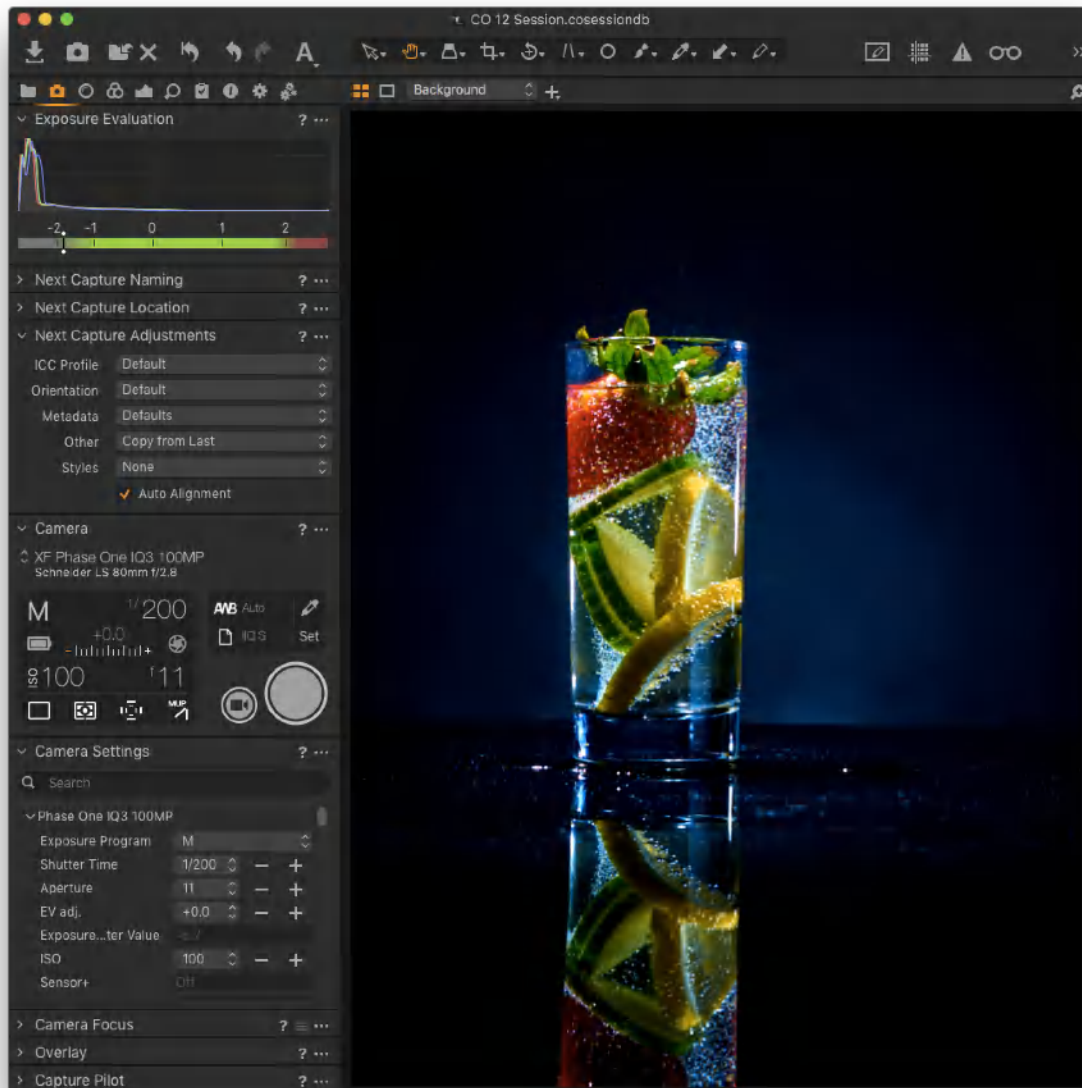 CO 12 Session.cosessiondb
A
Background
Exposure Evaluation ? ...
-2 -1 0 1 2
Next Capture Naming ? ...
Next Capture Location ? ...
Next Capture Adjustments ? ...
ICC Profile Default
Orientation Default
Metadata Defaults
Other Copy from Last
Styles None
Auto Alignment
Camera ? ...
XF Phase One IQ3 100MP
Schneider LS 80mm f/2.8
M 1/200 AWB Auto
+0.0 IIQ S Set
ISO 100 f11
MUP
Camera Settings ? ...
Search
Phase One IQ3 100MP
Exposure Program M
Shutter Time 1/200 − +
Aperture 11 − +
EV adj. +0.0 − +
Exposure...ter Value
ISO 100 − +
Sensor+ Off
Camera Focus ? ...
Overlay ? ...
Capture Pilot ? ...